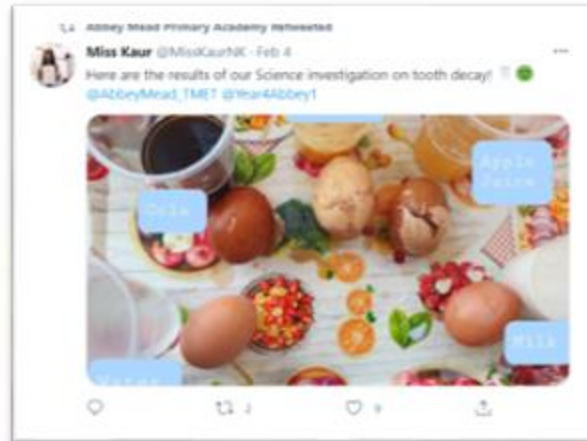 Abbey Mead Primary Academy Retweeted
Miss Kaur @MissKaurNK · Feb 4
Here are the results of our Science investigation on tooth decay!
@AbbeyMead_TMET @Year4Abbey1
Apple
Juice
Cola
Milk
Water
2
9